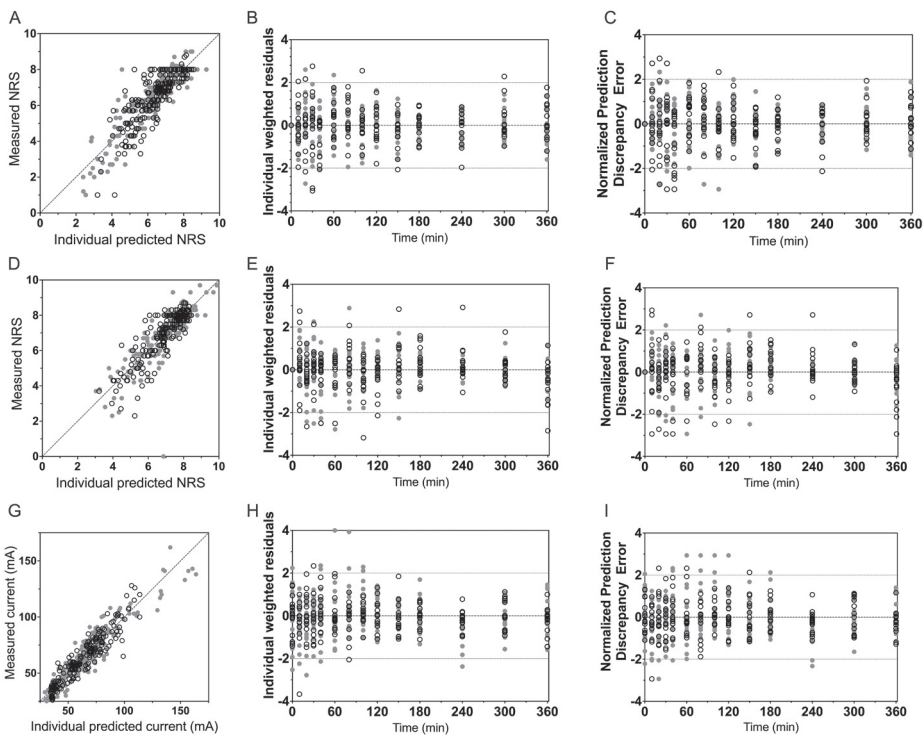 A
Measured NRS
10
8
6
4
2
0
0 2 4 6 8 10
Individual predicted NRS
B
Individual weighted residuals
4
2
0
-2
-4
0 60 120 180 240 300 360
Time (min)
C
Normalized Prediction
Discrepancy Error
4
2
0
-2
-4
0 60 120 180 240 300 360
Time (min)
D
Measured NRS
10
8
6
4
2
0
0 2 4 6 8 10
Individual predicted NRS
E
Individual weighted residuals
4
2
0
-2
-4
0 60 120 180 240 300 360
Time (min)
F
Normalized Prediction
Discrepancy Error
4
2
0
-2
-4
0 60 120 180 240 300 360
Time (min)
G
Measured current (mA)
150
100
50
50 100 150
Individual predicted current (mA)
H
Individual weighted residuals
4
2
0
-2
-4
0 60 120 180 240 300 360
Time (min)
I
Normalized Prediction
Discrepancy Error
4
2
0
-2
-4
0 60 120 180 240 300 360
Time (min)